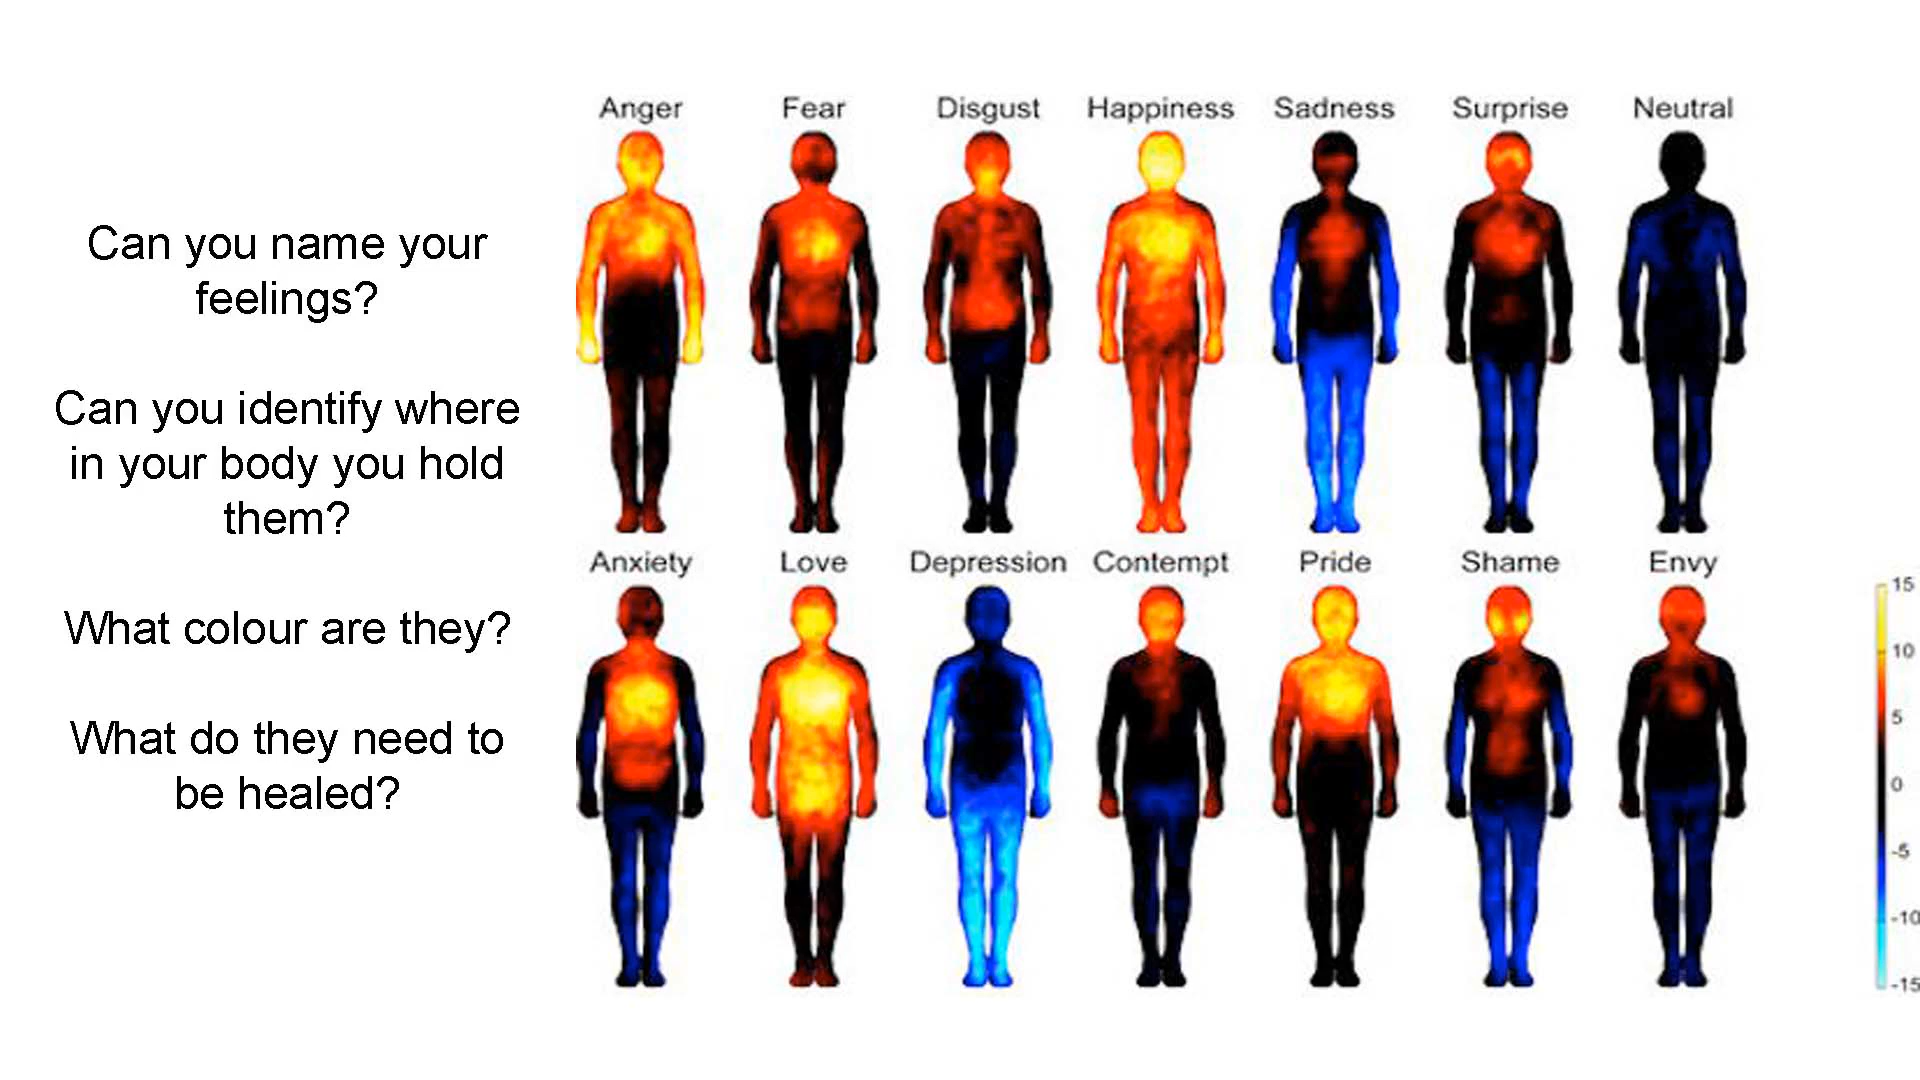 Can you name your
feelings?
Can you identify where
in your body you hold
them?
What colour are they?
What do they need to
be healed?
Anger Fear Disgust Happiness Sadness Surprise Neutral
Anxiety Love Depression Contempt Pride Shame Envy
15
10
5
0
-5
-10
-15